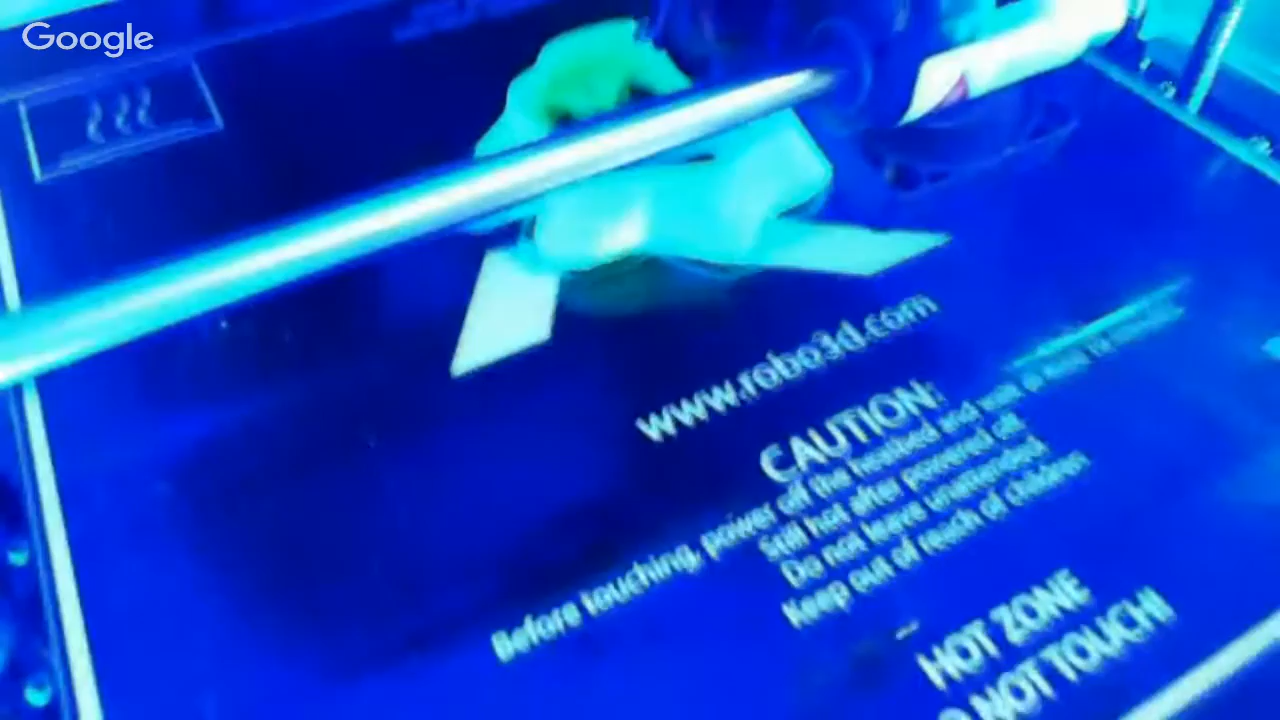 Google
www.robo3d.com
CAUTION:
Before touching, power off the heatbed and
Still hot after powered off.
Do not leave unattended.
Keep out of reach of children.
HOT ZONE
NOT TOUCH!